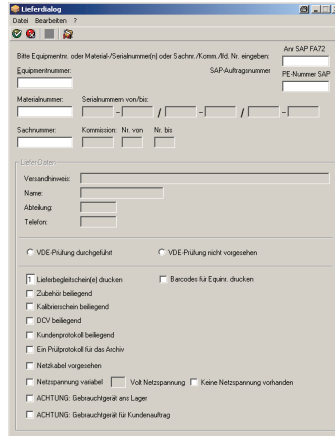 Lieferdialog
Datei Bearbeiten ?
Anr SAP FA72
Bitte Equipmentnr. oder Material-/Serialnummer(n) oder Sachnr./Komm./lfd. Nr. eingeben:
Equipmentnummer: SAP-Auftragsnummer PE-Nummer SAP
Materialnummer: Serialnummern von/bis:
- / - / - / -
Sachnummer: Kommission: Nr. von Nr. bis
Liefer Daten
Versandhinweis:
Name:
Abteilung:
Telefon:
VDE-Prüfung durchgeführt VDE-Prüfung nicht vorgesehen
1 Lieferbegleitschein(e) drucken Barcodes für Equinr. drucken
Zubehör beiliegend
Kalibrierschein beiliegend
DCV beiliegend
Kundenprotokoll beiliegend
Ein Prüfprotokoll für das Archiv
Netzkabel vorgesehen
Netzspannung variabel Volt Netzspannung Keine Netzspannung vorhanden
ACHTUNG: Gebrauchtgerät ans Lager
ACHTUNG: Gebrauchtgerät für Kundenauftrag